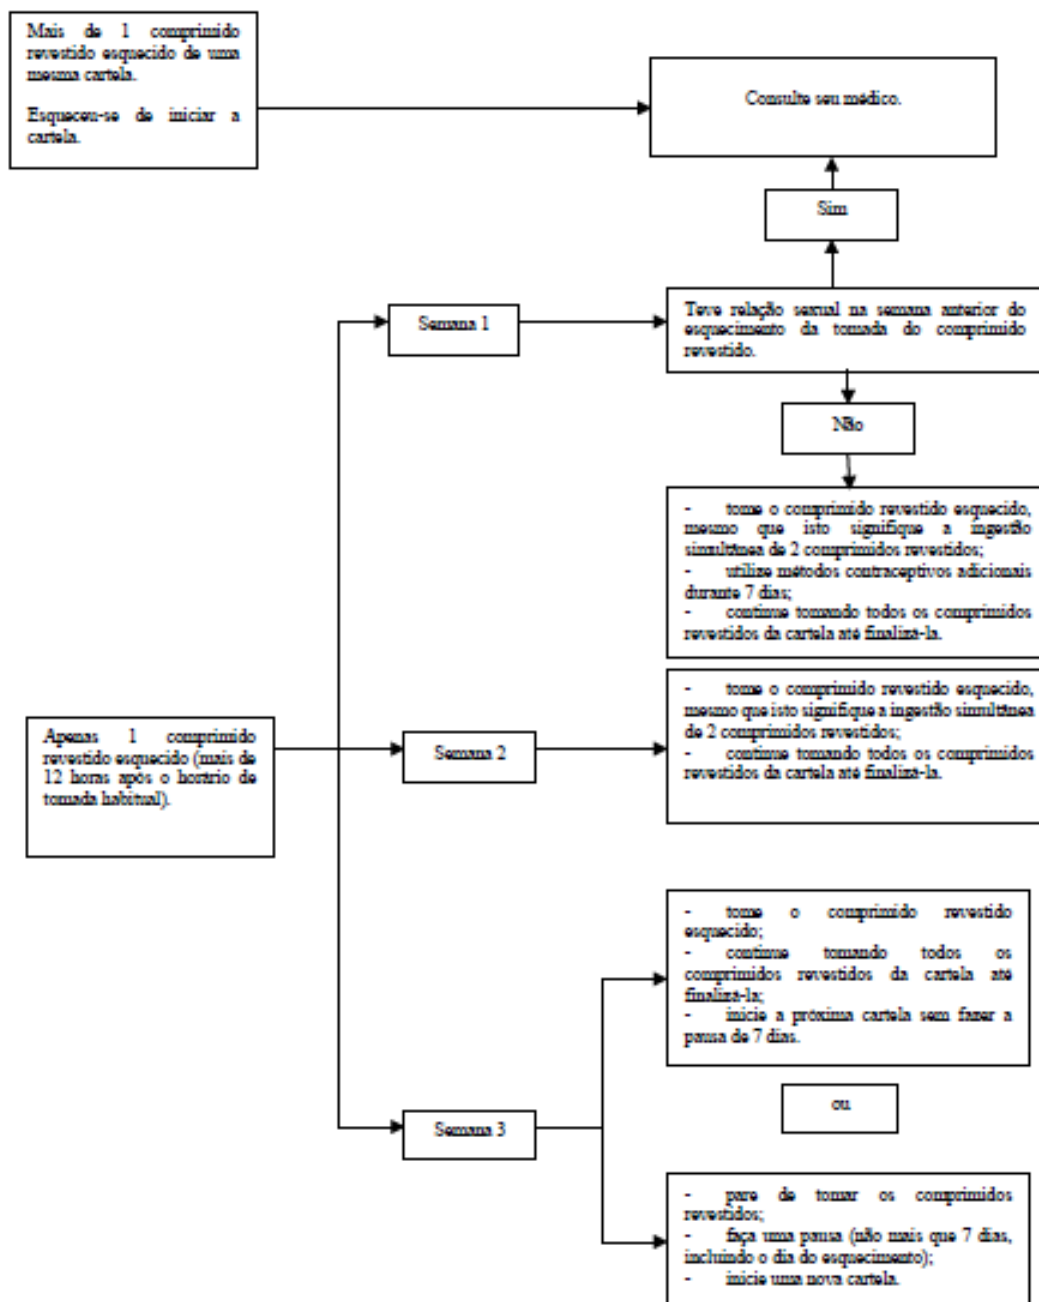 Mais de 1 comprimido
revestido esquecido de uma
mesma cartela.
Esqueceu-se de iniciar a
cartela.
Consulte seu médico.
Sim
Semana 1
Teve relação sexual na semana anterior do
esquecimento da tomada do comprimido
revestido.
Não
- tome o comprimido revestido esquecido,
mesmo que isto signifique a ingestão
simultânea de 2 comprimidos revestidos;
- utilize métodos contraceptivos adicionais
durante 7 dias;
- continue tomando todos os comprimidos
revestidos da cartela até finalizá-la.
Apenas 1 comprimido
revestido esquecido (mais de
12 horas após o horário de
tomada habitual).
Semana 2
- tome o comprimido revestido esquecido,
mesmo que isto signifique a ingestão simultânea
de 2 comprimidos revestidos;
- continue tomando todos os comprimidos
revestidos da cartela até finalizá-la.
Semana 3
- tome o comprimido revestido
esquecido;
- continue tomando todos os
comprimidos revestidos da cartela até
finalizá-la;
- inicie a próxima cartela sem fazer a
pausa de 7 dias.
ou
- pare de tomar os comprimidos
revestidos;
- faça uma pausa (não mais que 7 dias,
incluindo o dia do esquecimento);
- inicie uma nova cartela.